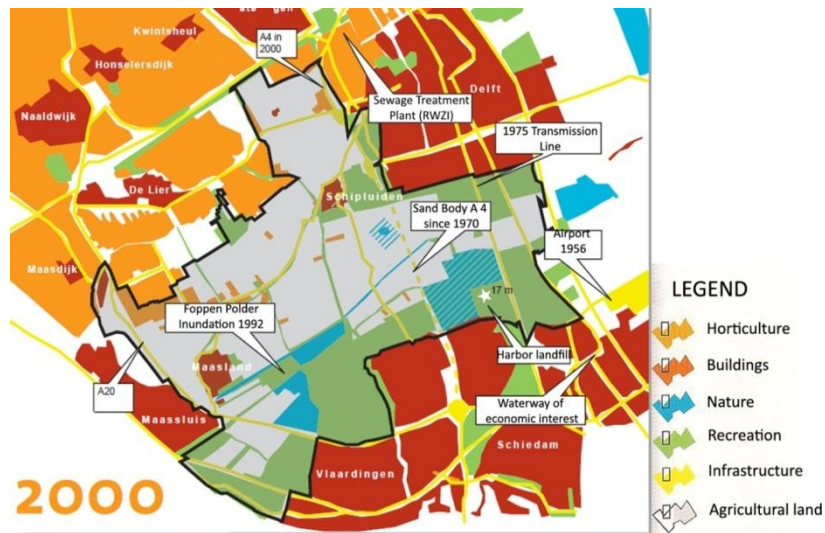 Kwintsheul
A4 in
2000
Honselersdijk
Naaldwijk
Delft
Sewage Treatment
Plant (RWZI)
1975 Transmission
Line
De Lier
Schipluiden
Sand Body A 4
since 1970
Airport
1956
Maasdijk
17 m
Foppen Polder
Inundation 1992
Harbor landfill
Maasland
A20
Maassluis
Waterway of
economic interest
Schiedam
Vlaardingen
2000
LEGEND
Horticulture
Buildings
Nature
Recreation
Infrastructure
Agricultural land